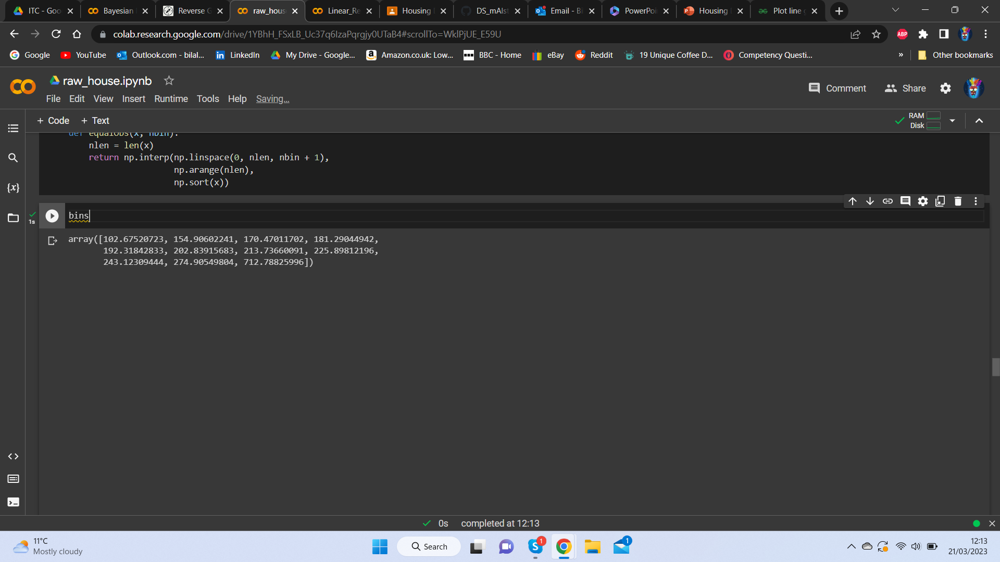 ITC - Goo
Bayesian
Reverse G
raw_hous
Linear_Re
Housing
DS_mAIst
Email - Bi
PowerPoi
Housing
Plot line g
colab.research.google.com/drive/1YBhH_FSxLB_Uc37q6IzaPqrgjy0UTaB4#scrollTo=WklPjUE_E59U
ABP
Google
YouTube
Outlook.com - bilal...
LinkedIn
My Drive - Google...
Amazon.co.uk: Low...
BBC - Home
eBay
Reddit
19 Unique Coffee D...
Competency Questi...
»
Other bookmarks
raw_house.ipynb
Comment
Share
File Edit View Insert Runtime Tools Help Saving...
+ Code + Text
RAM
Disk
def equalobs(x, nbin):
nlen = len(x)
return np.interp(np.linspace(0, nlen, nbin + 1),
np.arange(nlen),
np.sort(x))
{x}
1s
bins
array([102.67520723, 154.90602241, 170.47011702, 181.29044942,
192.31842833, 202.83915683, 213.73660091, 225.89812196,
243.12309444, 274.90549804, 712.78825996])
0s completed at 12:13
11°C
Mostly cloudy
Search
1
1
12:13
21/03/2023